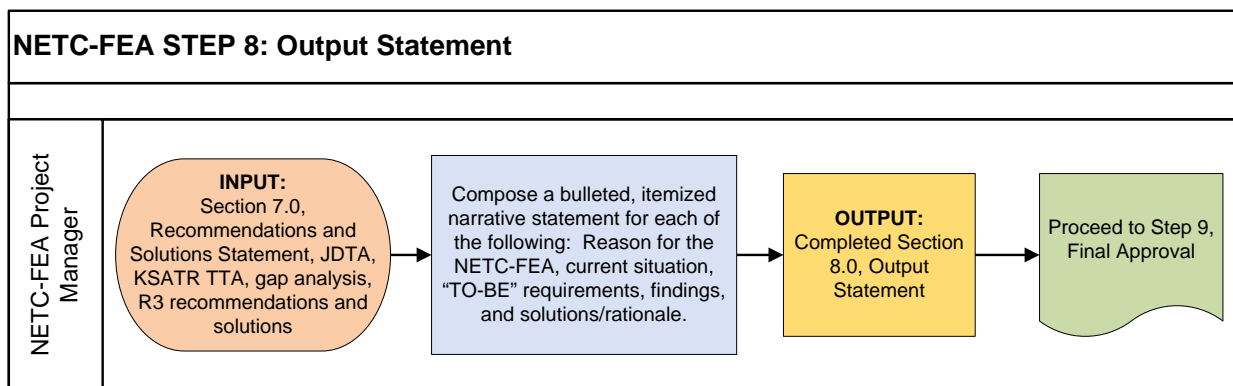 NETC-FEA STEP 8: Output Statement
NETC-FEA Project
Manager
INPUT:
Section 7.0,
Recommendations and
Solutions Statement, JDTA,
KSATR TTA, gap analysis,
R3 recommendations and
solutions
Compose a bulleted, itemized
narrative statement for each of
the following:  Reason for the
NETC-FEA, current situation,
“TO-BE” requirements, findings,
and solutions/rationale.
OUTPUT:
Completed Section
8.0, Output
Statement
Proceed to Step 9,
Final Approval